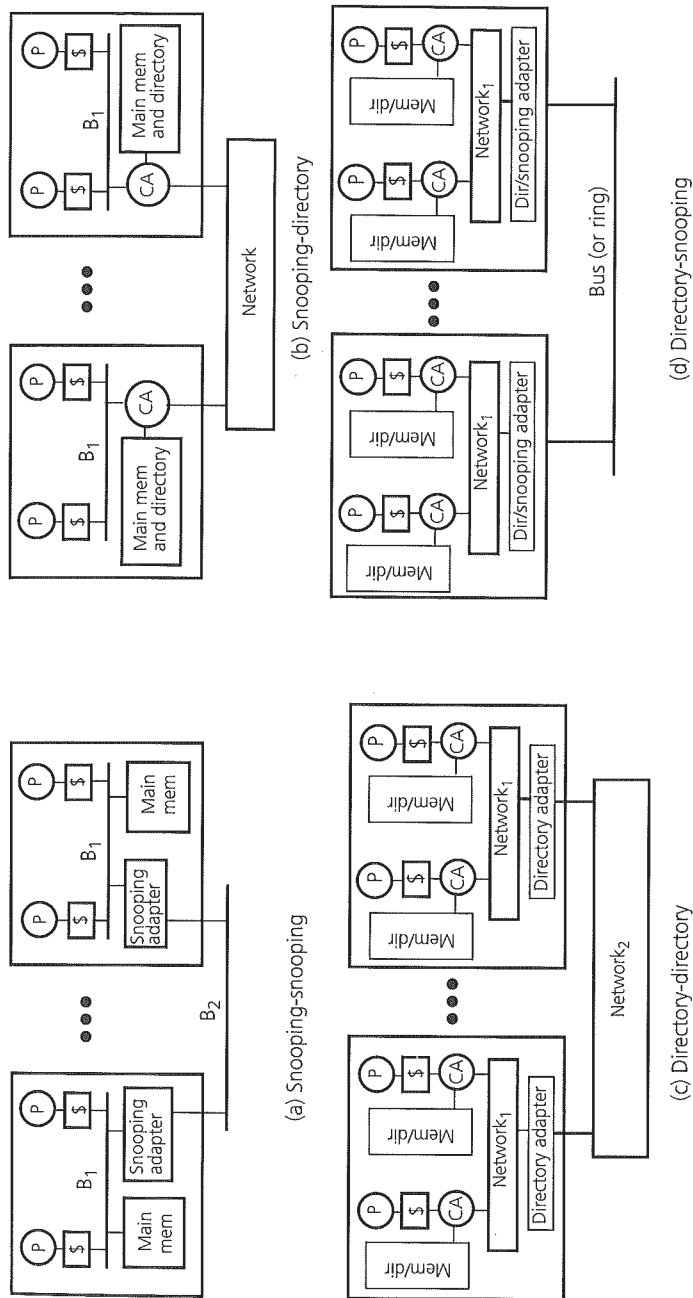 P
P
$
$
B1
Main
mem
Snooping
adapter
P
P
$
$
B1
Snooping
adapter
Main
mem
B2
(a) Snooping-snooping
P
P
$
$
B1
Main mem
and directory
CA
P
P
$
$
B1
CA
Main mem
and directory
Network
(b) Snooping-directory
P
P
$
$
Mem/dir
CA
Mem/dir
CA
Network1
Directory adapter
P
P
$
$
Mem/dir
CA
Mem/dir
CA
Network1
Directory adapter
Network2
(c) Directory-directory
P
P
$
$
Mem/dir
CA
Mem/dir
CA
Network1
Dir/snooping adapter
P
P
$
$
Mem/dir
CA
Mem/dir
CA
Network1
Dir/snooping adapter
Bus (or ring)
(d) Directory-snooping